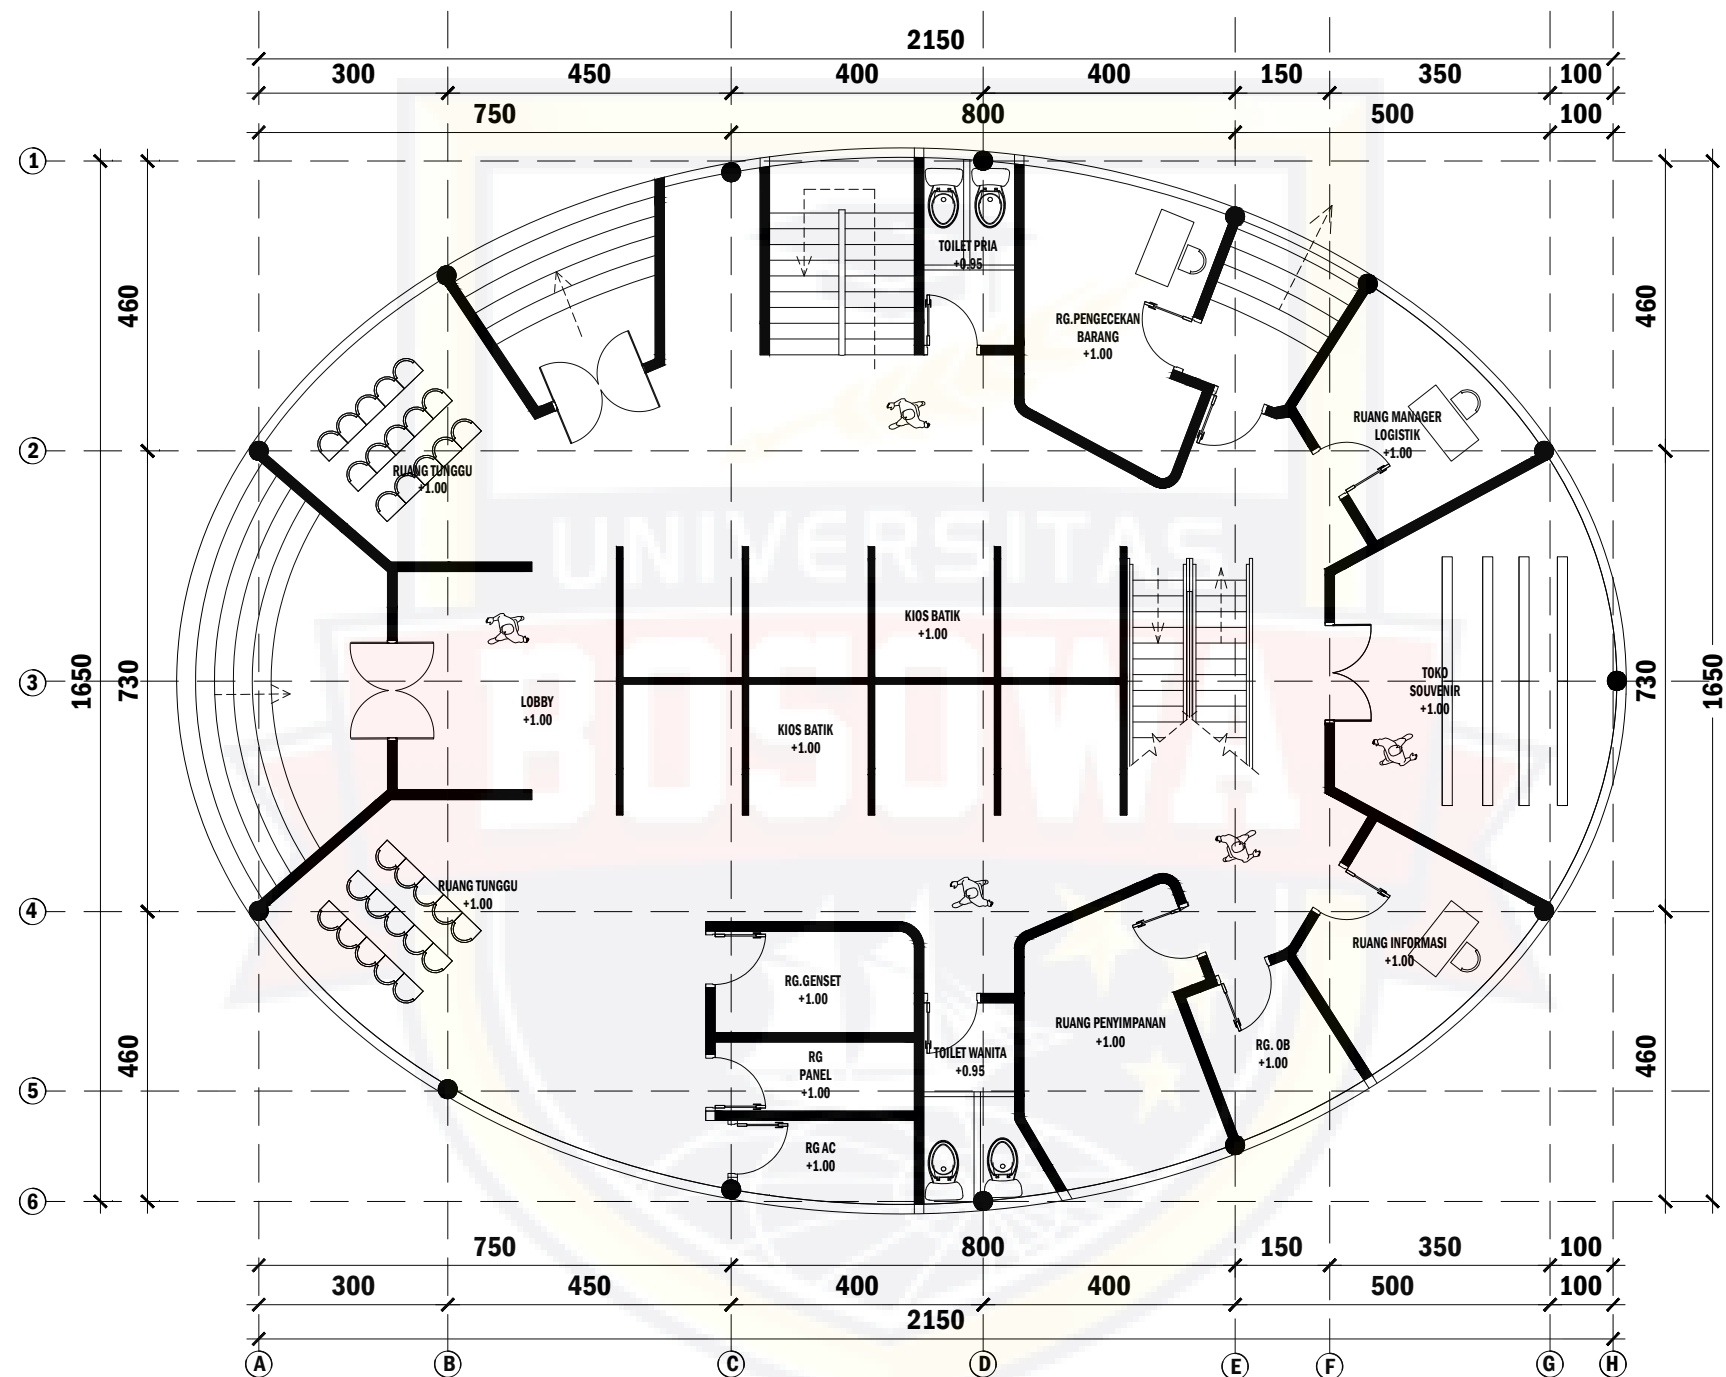 2150
300 450 400 400 150 350 100
750 800 500 100
1
460
460
TOILET PRIA
+0.95
RG.PENGECEKAN
BARANG
+1.00
RUANG MANAGER
LOGISTIK
+1.00
2
RUANG TUNGGU
+1.00
UNIVERSITAS
KIOS BATIK
+1.00
BOSOWA
1650
730
3
LOBBY
+1.00
KIOS BATIK
+1.00
TOKO
SOUVENIR
+1.00
730
1650
RUANG TUNGGU
+1.00
4
RUANG INFORMASI
+1.00
RG.GENSET
+1.00
RUANG PENYIMPANAN
+1.00
RG. OB
+1.00
TOILET WANITA
+0.95
RG
PANEL
+1.00
460
460
5
RG AC
+1.00
6
750 800 150 350 100
300 450 400 400 500 100
2150
A B C D E F G H